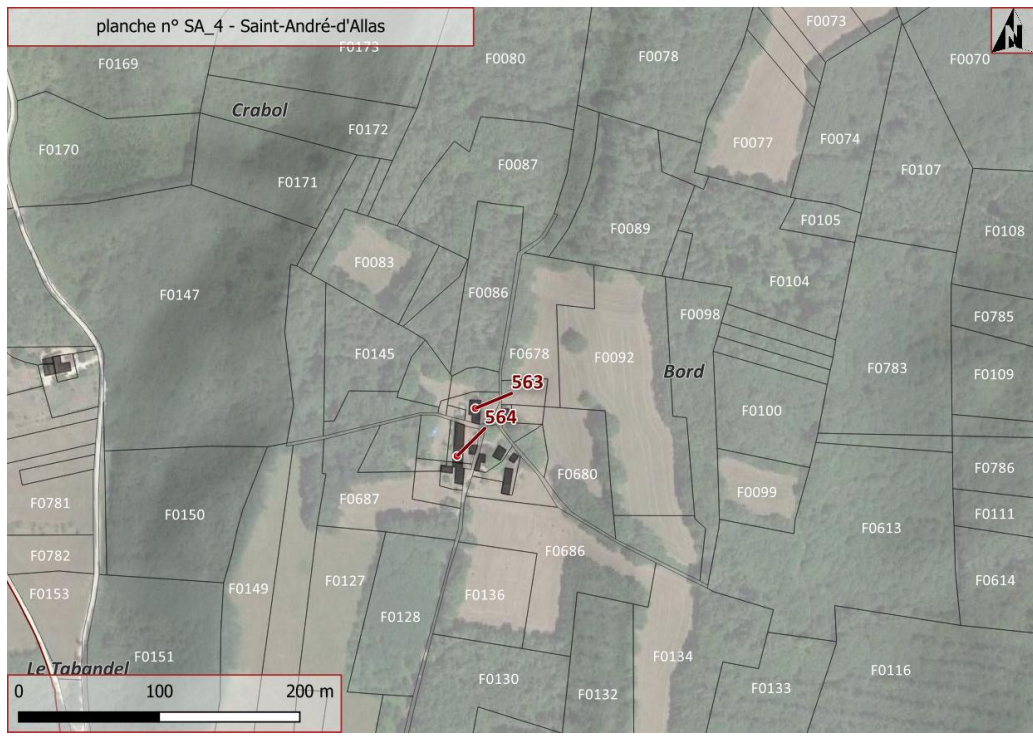 planche n° SA_4 - Saint-André-d'Allas
N
F0073
F0169
F0173
F0080
F0078
F0070
Crabol
F0172
F0170
F0077
F0074
F0087
F0107
F0171
F0105
F0089
F0108
F0083
F0104
F0147
F0086
F0098
F0785
F0145
F0678
F0092
F0783
Bord
F0109
563
564
F0100
F0786
F0680
F0687
F0099
F0781
F0150
F0111
F0613
F0782
F0686
F0149
F0127
F0614
F0153
F0136
F0128
F0151
F0134
Le Tabandel
F0116
F0130
F0133
F0132
0 100 200 m